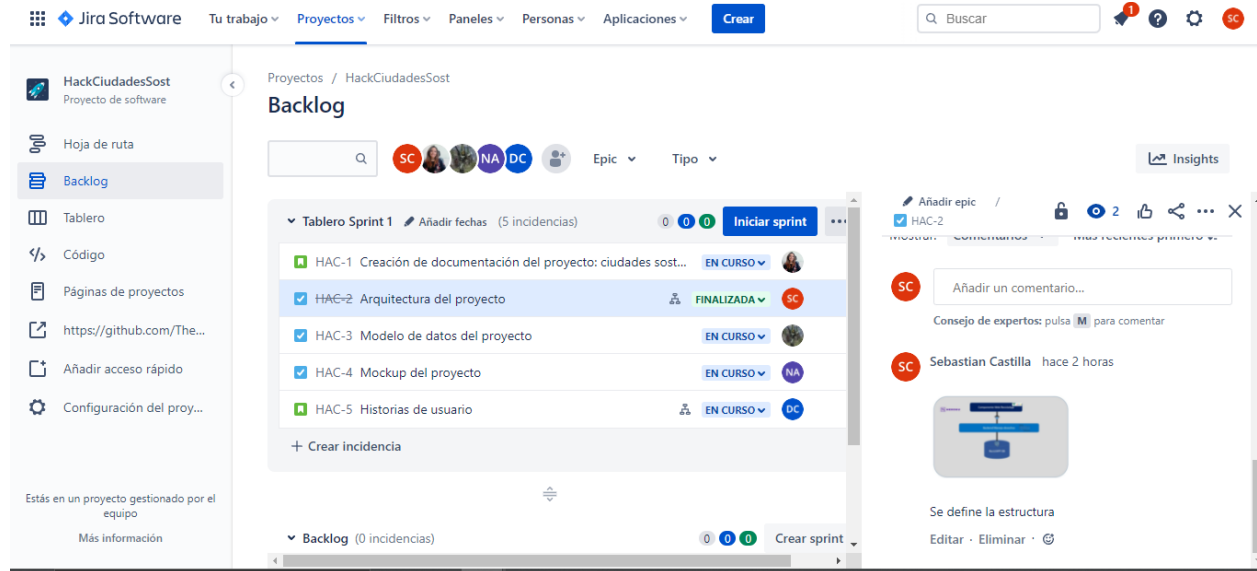 Jira Software
Tu trabajo
Proyectos
Filtros
Paneles
Personas
Aplicaciones
Crear
Buscar
1
SC
HackCiudadesSost
Proyecto de software
Hoja de ruta
Backlog
Tablero
Código
Páginas de proyectos
https://github.com/The...
Añadir acceso rápido
Configuración del proy...
Estás en un proyecto gestionado por el
equipo
Más información
Proyectos / HackCiudadesSost
Backlog
SC NA DC
Epic
Tipo
Insights
Tablero Sprint 1 Añadir fechas (5 incidencias) 0 0 0 Iniciar sprint
HAC-1 Creación de documentación del proyecto: ciudades sost... EN CURSO
HAC-2 Arquitectura del proyecto FINALIZADA SC
HAC-3 Modelo de datos del proyecto EN CURSO
HAC-4 Mockup del proyecto EN CURSO NA
HAC-5 Historias de usuario EN CURSO DC
+ Crear incidencia
Backlog (0 incidencias) 0 0 0 Crear sprint
Añadir epic /
HAC-2
2
Mostrar: Comentarios Más recientes primero
SC Añadir un comentario...
Consejo de expertos: pulsa M para comentar
SC Sebastian Castilla hace 2 horas
Se define la estructura
Editar · Eliminar ·